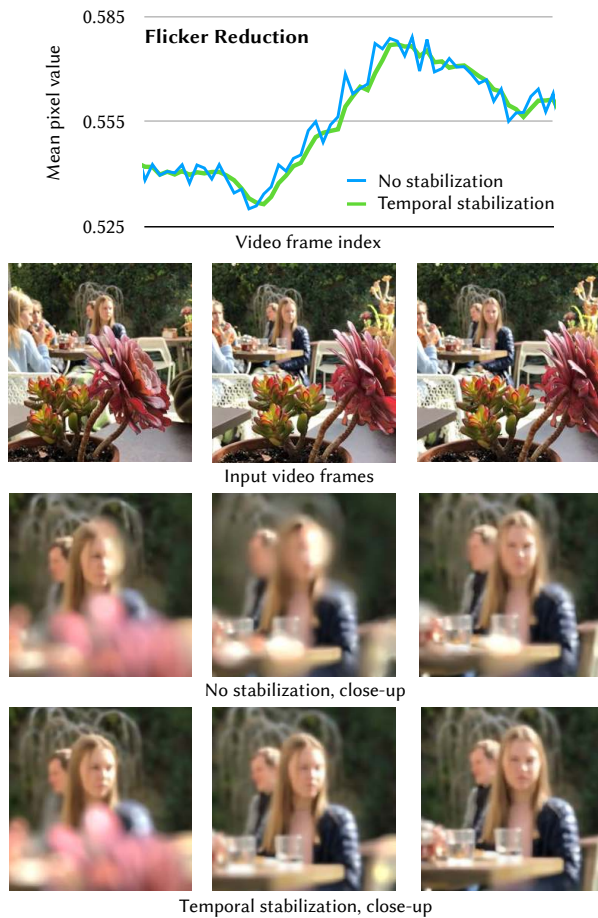 0.585
Flicker Reduction
Mean pixel value
0.555
No stabilization
Temporal stabilization
0.525
Video frame index
Input video frames
No stabilization, close-up
Temporal stabilization, close-up